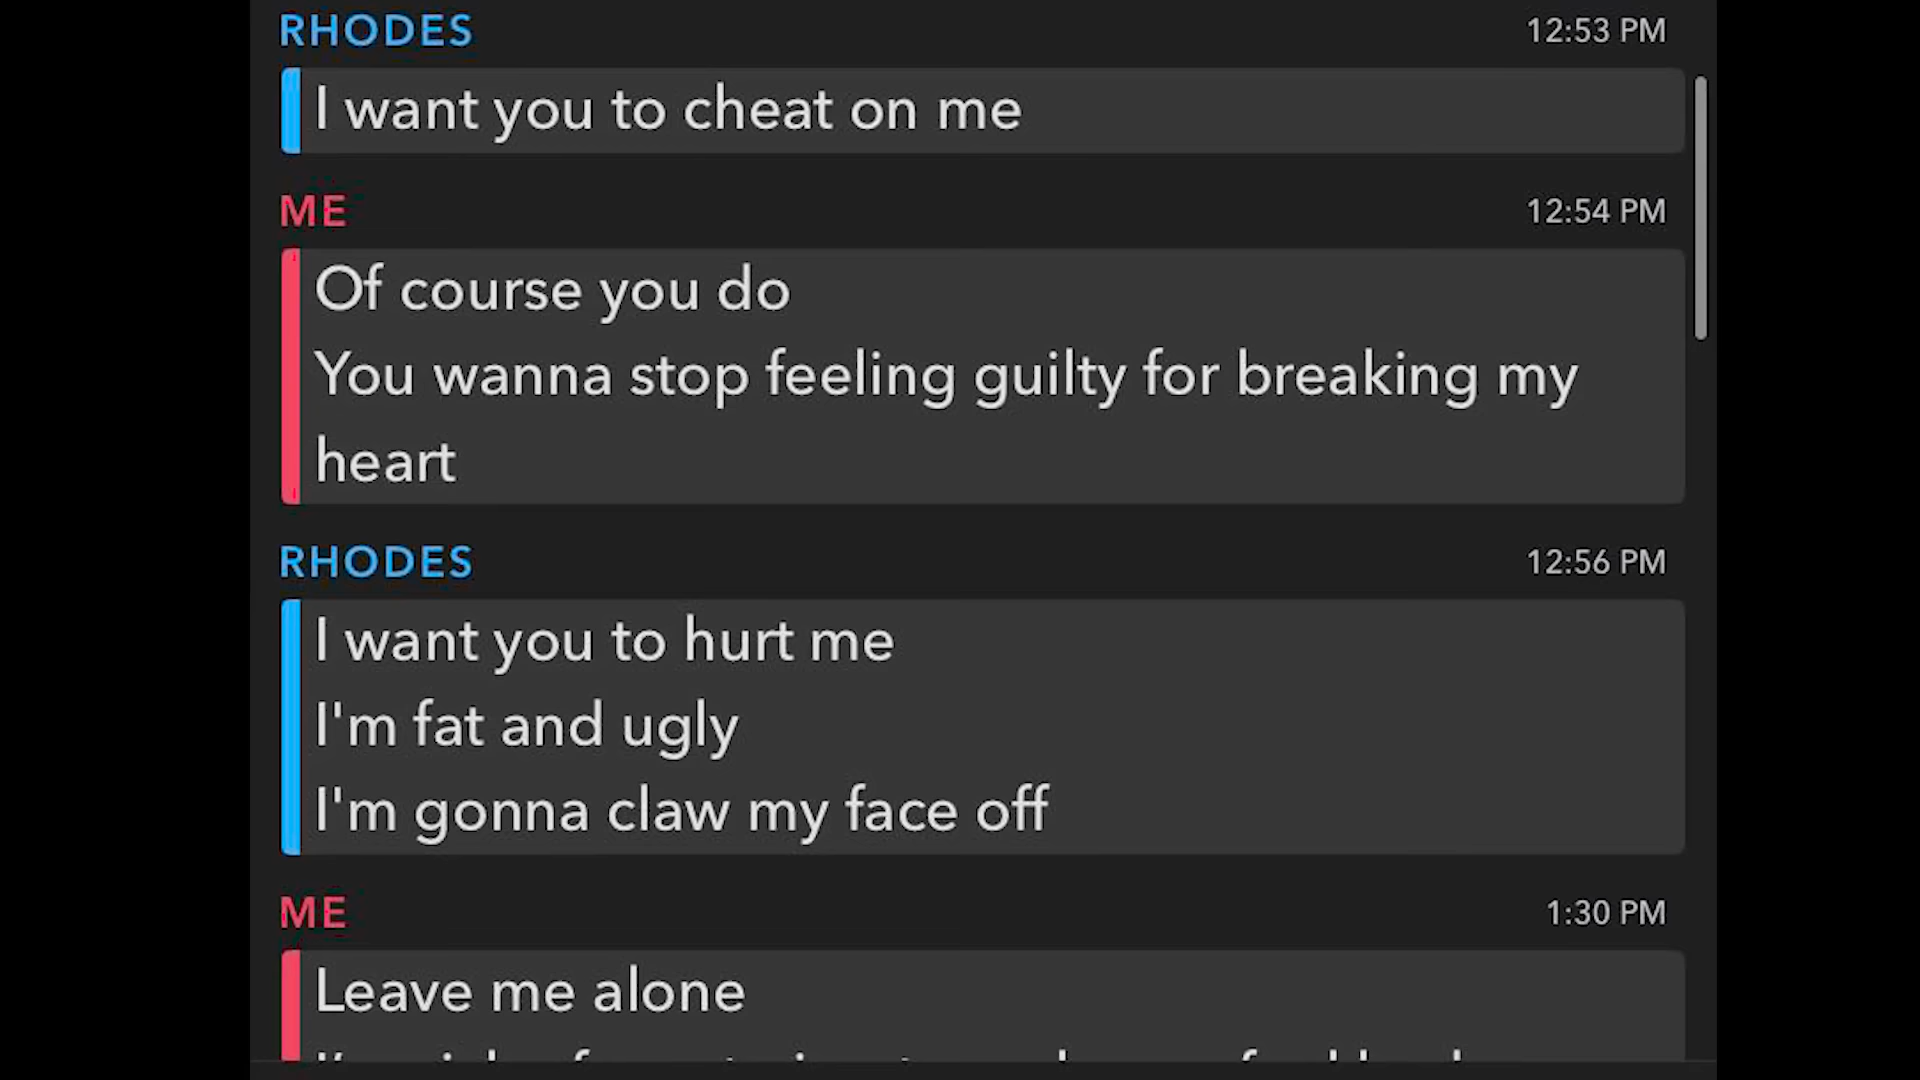 RHODES 12:53 PM
I want you to cheat on me
ME 12:54 PM
Of course you do
You wanna stop feeling guilty for breaking my
heart
RHODES 12:56 PM
I want you to hurt me
I'm fat and ugly
I'm gonna claw my face off
ME 1:30 PM
Leave me alone